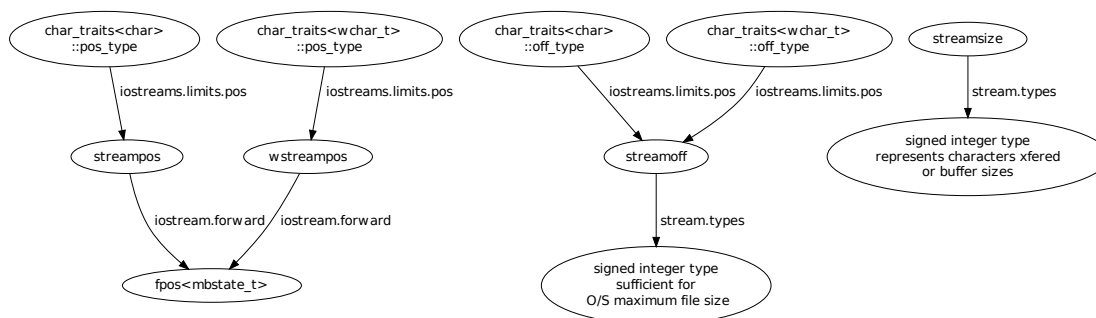 char_traits<char>
::pos_type
char_traits<wchar_t>
::pos_type
char_traits<char>
::off_type
char_traits<wchar_t>
::off_type
streamsize
iostreams.limits.pos
iostreams.limits.pos
iostreams.limits.pos
iostreams.limits.pos
stream.types
streampos
wstreampos
streamoff
signed integer type
represents characters xfered
or buffer sizes
iostream.forward
iostream.forward
stream.types
fpos<mbstate_t>
signed integer type
sufficient for
O/S maximum file size